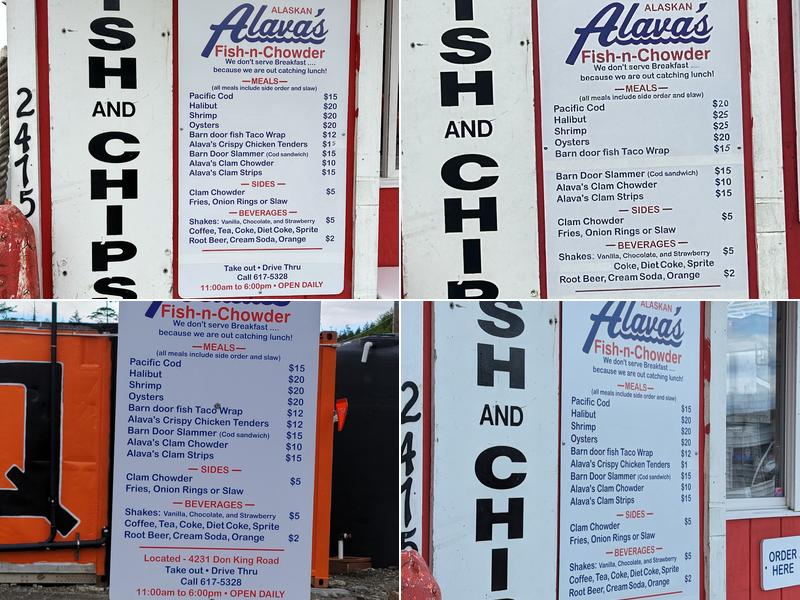 ISH
AND
CHIPS
2475
ALASKAN
Alava's
Fish-n-Chowder
We don't serve Breakfast ....
because we are out catching lunch!
MEALS
(all meals include side order and slaw)
Pacific Cod $15
Halibut $20
Shrimp $20
Oysters $20
Barn door fish Taco Wrap $12
Alava's Crispy Chicken Tenders
Barn Door Slammer (Cod sandwich) $15
Alava's Clam Chowder $10
Alava's Clam Strips $15
SIDES
Clam Chowder $5
Fries, Onion Rings or Slaw
BEVERAGES
Shakes: Vanilla, Chocolate, and Strawberry $5
Coffee, Tea, Coke, Diet Coke, Sprite
Root Beer, Cream Soda, Orange $2
Take out • Drive Thru
Call 617-5328
11:00am to 6:00pm • OPEN DAILY
ISH
AND
CHIP
ALASKAN
Alava's
Fish-n-Chowder
We don't serve Breakfast ....
because we are out catching lunch!
MEALS
(all meals include side order and slaw)
Pacific Cod $20
Halibut $25
Shrimp $25
Oysters $20
Barn door fish Taco Wrap $15
Barn Door Slammer (Cod sandwich) $15
Alava's Clam Chowder $10
Alava's Clam Strips $15
SIDES
Clam Chowder $5
Fries, Onion Rings or Slaw
BEVERAGES
Shakes: Vanilla, Chocolate, and Strawberry $5
Coke, Diet Coke, Sprite
Root Beer, Cream Soda, Orange $2
Fish-n-Chowder
We don't serve Breakfast ....
because we are out catching lunch!
MEALS
(all meals include side order and slaw)
Pacific Cod $15
Halibut $20
Shrimp $20
Oysters $20
Barn door fish Taco Wrap $12
Alava's Crispy Chicken Tenders $12
Barn Door Slammer (Cod sandwich) $15
Alava's Clam Chowder $10
Alava's Clam Strips $15
SIDES
Clam Chowder $5
Fries, Onion Rings or Slaw
BEVERAGES
Shakes: Vanilla, Chocolate, and Strawberry $5
Coffee, Tea, Coke, Diet Coke, Sprite
Root Beer, Cream Soda, Orange $2
Located - 4231 Don King Road
Take out • Drive Thru
Call 617-5328
11:00am to 6:00pm • OPEN DAILY
SH
AND
CHI
2475
ALASKAN
Alava's
Fish-n-Chowder
We don't serve Breakfast ....
because we are out catching lunch!
MEALS
(all meals include side order and slaw)
Pacific Cod $15
Halibut $20
Shrimp $20
Oysters $20
Barn door fish Taco Wrap $12
Alava's Crispy Chicken Tenders $1
Barn Door Slammer (Cod sandwich) $15
Alava's Clam Chowder $10
Alava's Clam Strips $15
SIDES
Clam Chowder $5
Fries, Onion Rings or Slaw
BEVERAGES
Shakes: Vanilla, Chocolate, and Strawberry $5
Coffee, Tea, Coke, Diet Coke, Sprite
Root Beer, Cream Soda, Orange $2
ORDER
HERE